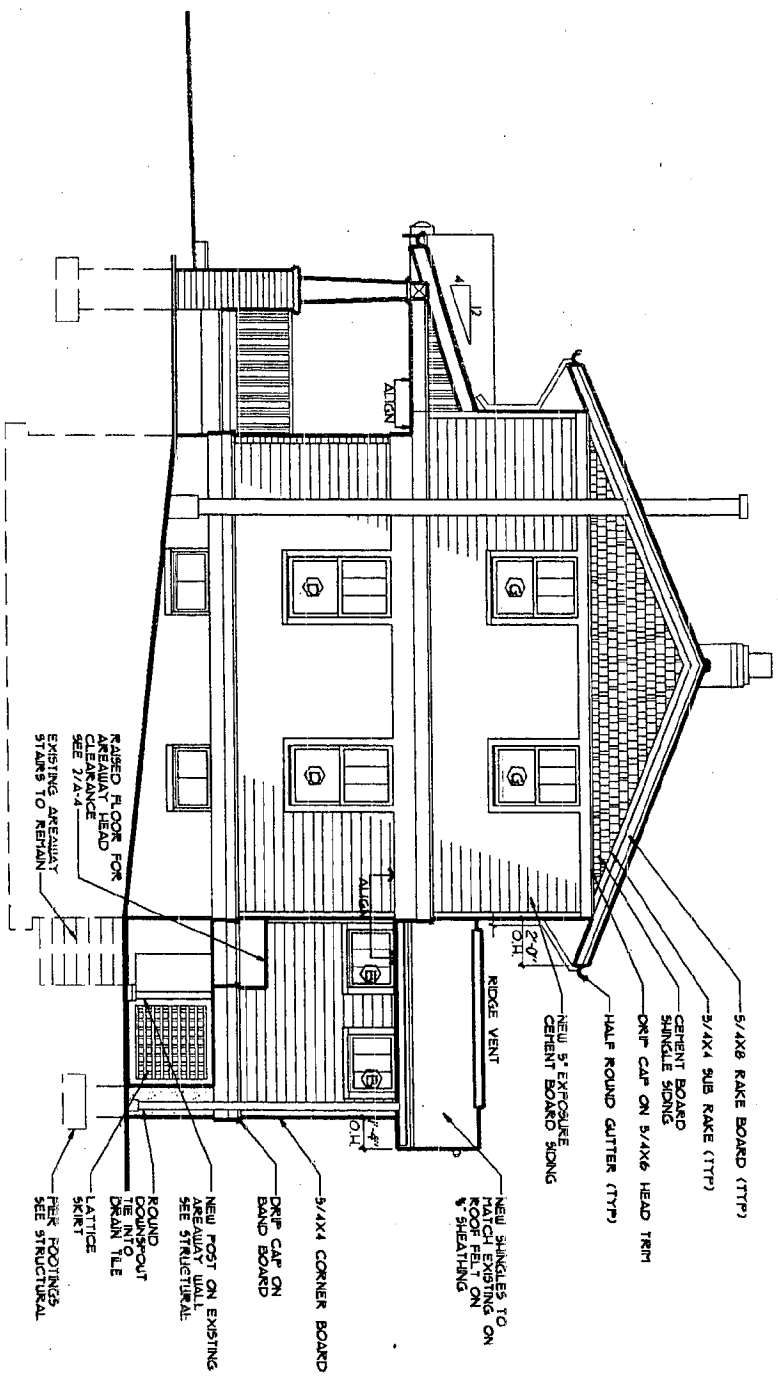 5/4X8 RAKE BOARD (TYP)
5/4X4 SUB RAKE (TYP)
CEMENT BOARD
SHINGLE SIDING
DRIP CAP ON 5/4X6 HEAD TRIM
HALF ROUND GUTTER (TYP)
2'-0"
O.H.
NEW 5" EXPOSURE
CEMENT BOARD SIDING
RIDGE VENT
NEW SHINGLES TO
MATCH EXISTING ON
ROOF FELT ON
SHEATHING
O.H.
5/4X4 CORNER BOARD
DRIP CAP ON
BAND BOARD
NEW POST ON EXISTING
AREAWAY WALL
SEE STRUCTURAL
ROUND
DOWNSPOUT
TIE INTO
DRAIN TILE
LATTICE
SKIRT
PIER FOOTINGS
SEE STRUCTURAL
12
4
ALIGN
ALIGN
G
G
C
C
E
E
RAISED FLOOR FOR
AREAWAY HEAD
CLEARANCE
SEE 2/A-4
EXISTING AREAWAY
STAIRS TO REMAIN